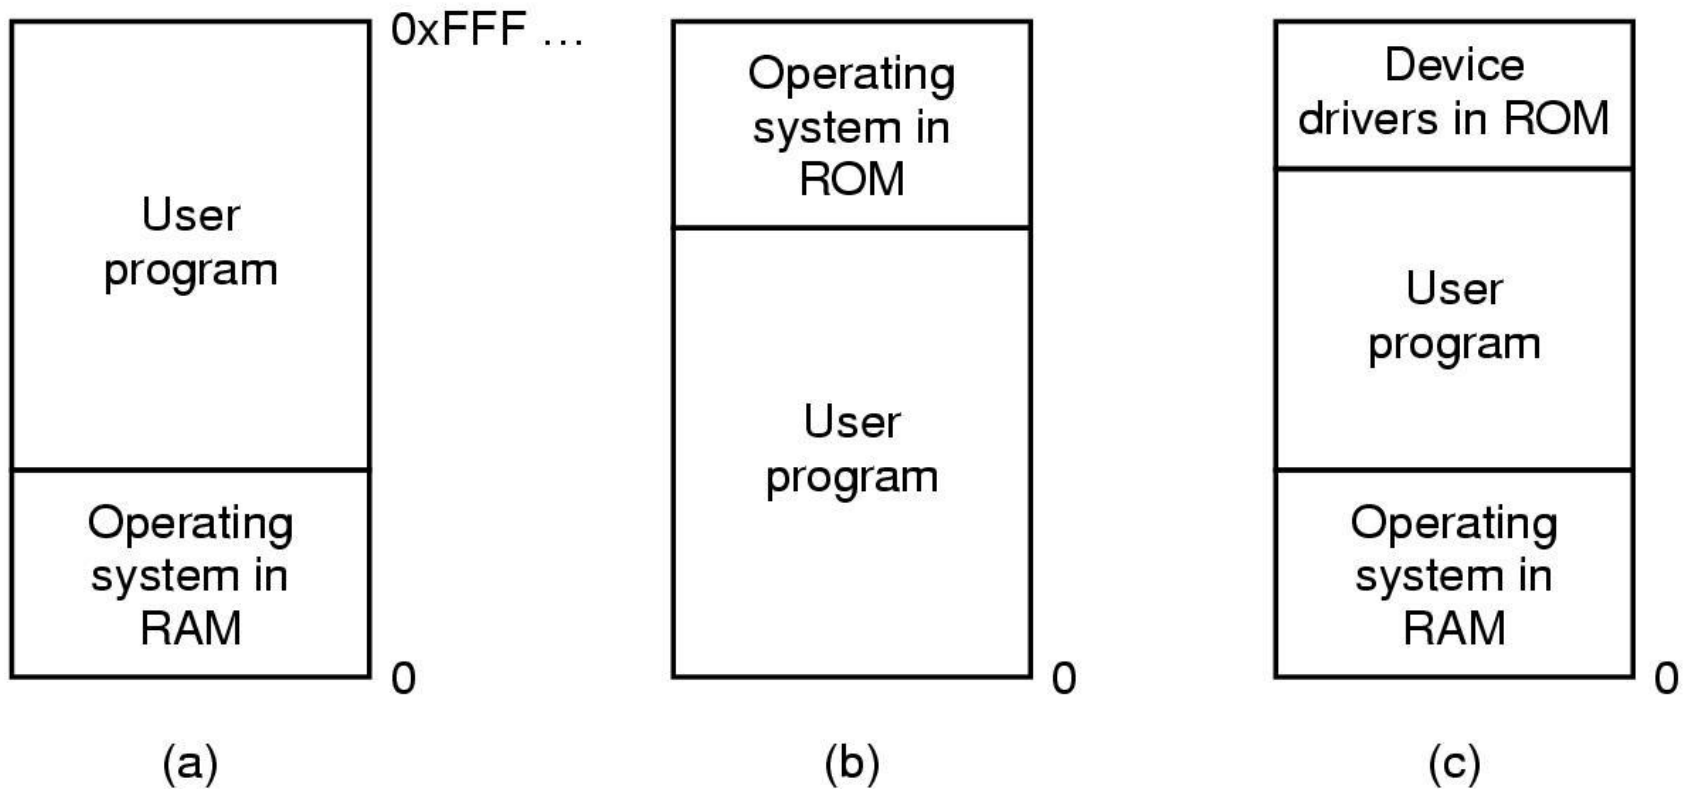 User
program
Operating
system in
RAM
0xFFF ...
0
(a)
Operating
system in
ROM
User
program
0
(b)
Device
drivers in ROM
User
program
Operating
system in
RAM
0
(c)